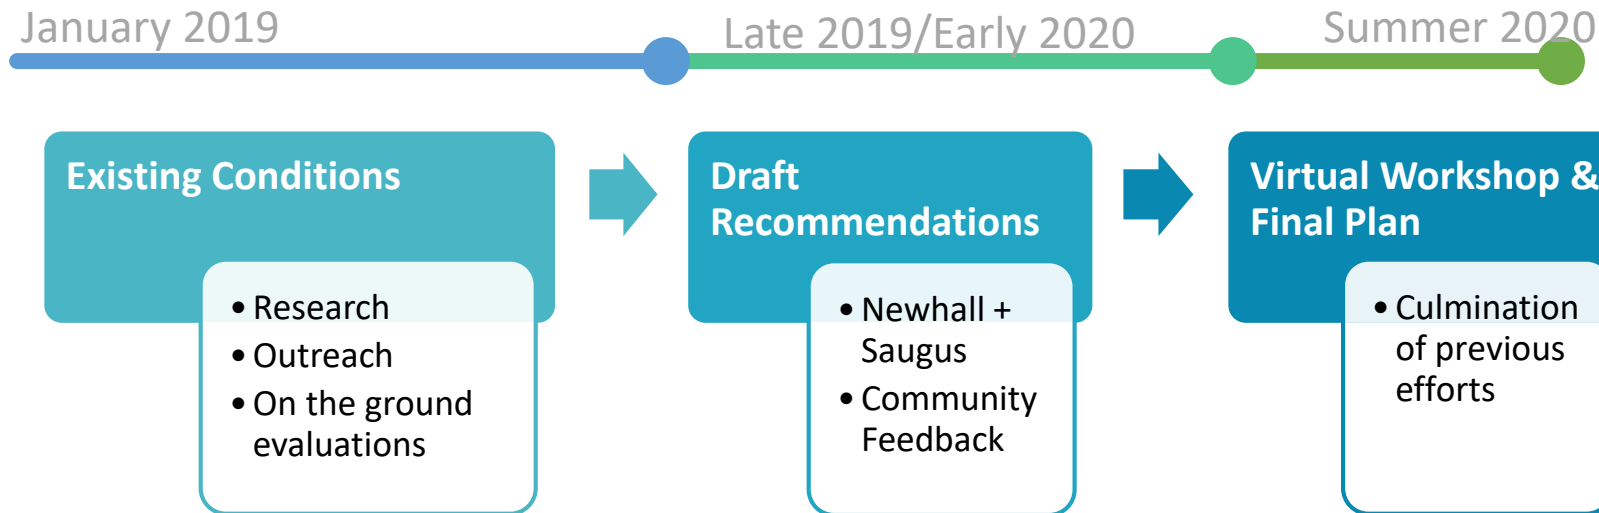 January 2019
Late 2019/Early 2020
Summer 2020
Existing Conditions
• Research
• Outreach
• On the ground
evaluations
Draft
Recommendations
• Newhall +
Saugus
• Community
Feedback
Virtual Workshop &
Final Plan
• Culmination
of previous
efforts